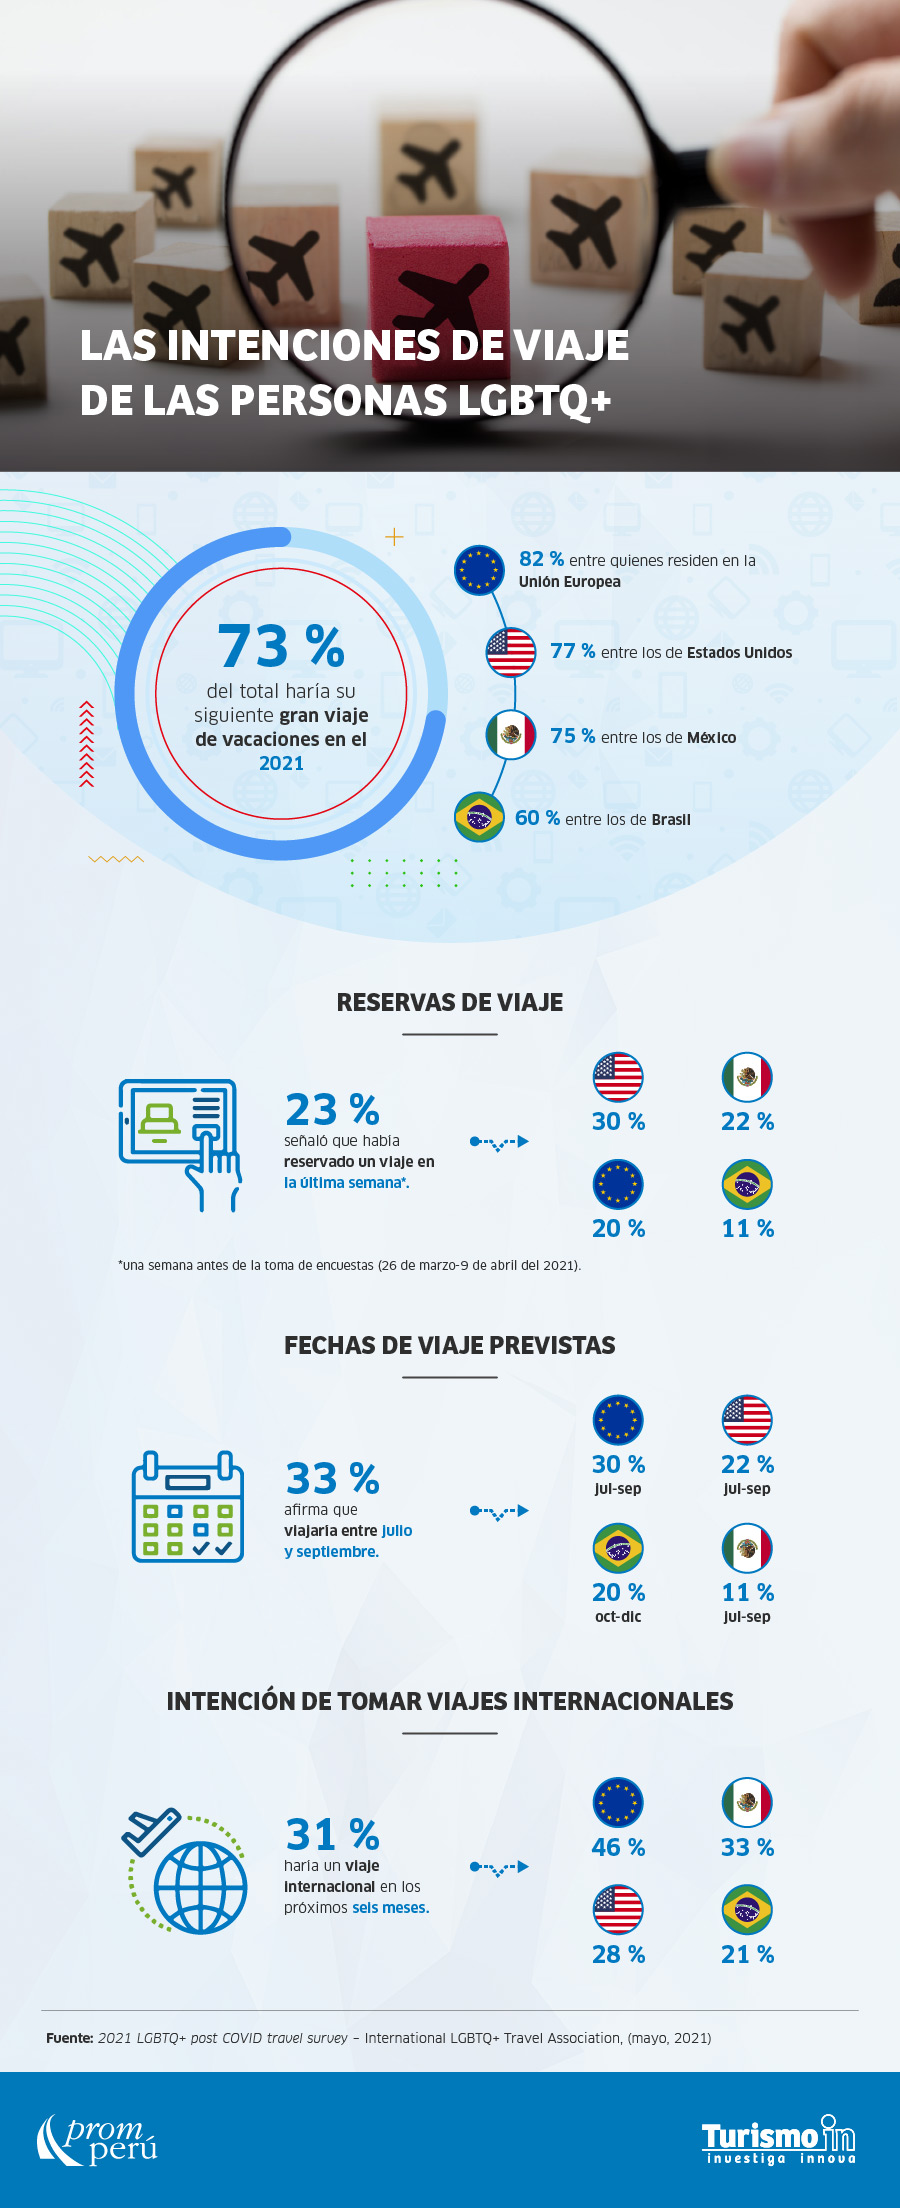 LAS INTENCIONES DE VIAJE
DE LAS PERSONAS LGBTQ+
73 %
del total haría su
siguiente gran viaje
de vacaciones en el
2021
82 % entre quienes residen en la
Unión Europea
77 % entre los de Estados Unidos
75 % entre los de México
60 % entre los de Brasil
RESERVAS DE VIAJE
23 %
señaló que había
reservado un viaje en
la última semana*.
30 %
22 %
20 %
11 %
*una semana antes de la toma de encuestas (26 de marzo-9 de abril del 2021).
FECHAS DE VIAJE PREVISTAS
33 %
afirma que
viajaría entre julio
y septiembre.
30 %
jul-sep
22 %
jul-sep
20 %
oct-dic
11 %
jul-sep
INTENCIÓN DE TOMAR VIAJES INTERNACIONALES
31 %
haría un viaje
internacional en los
próximos seis meses.
46 %
33 %
28 %
21 %
Fuente: 2021 LGBTQ+ post COVID travel survey – International LGBTQ+ Travel Association, (mayo, 2021)
prom
perú
Turismo in
investiga innova